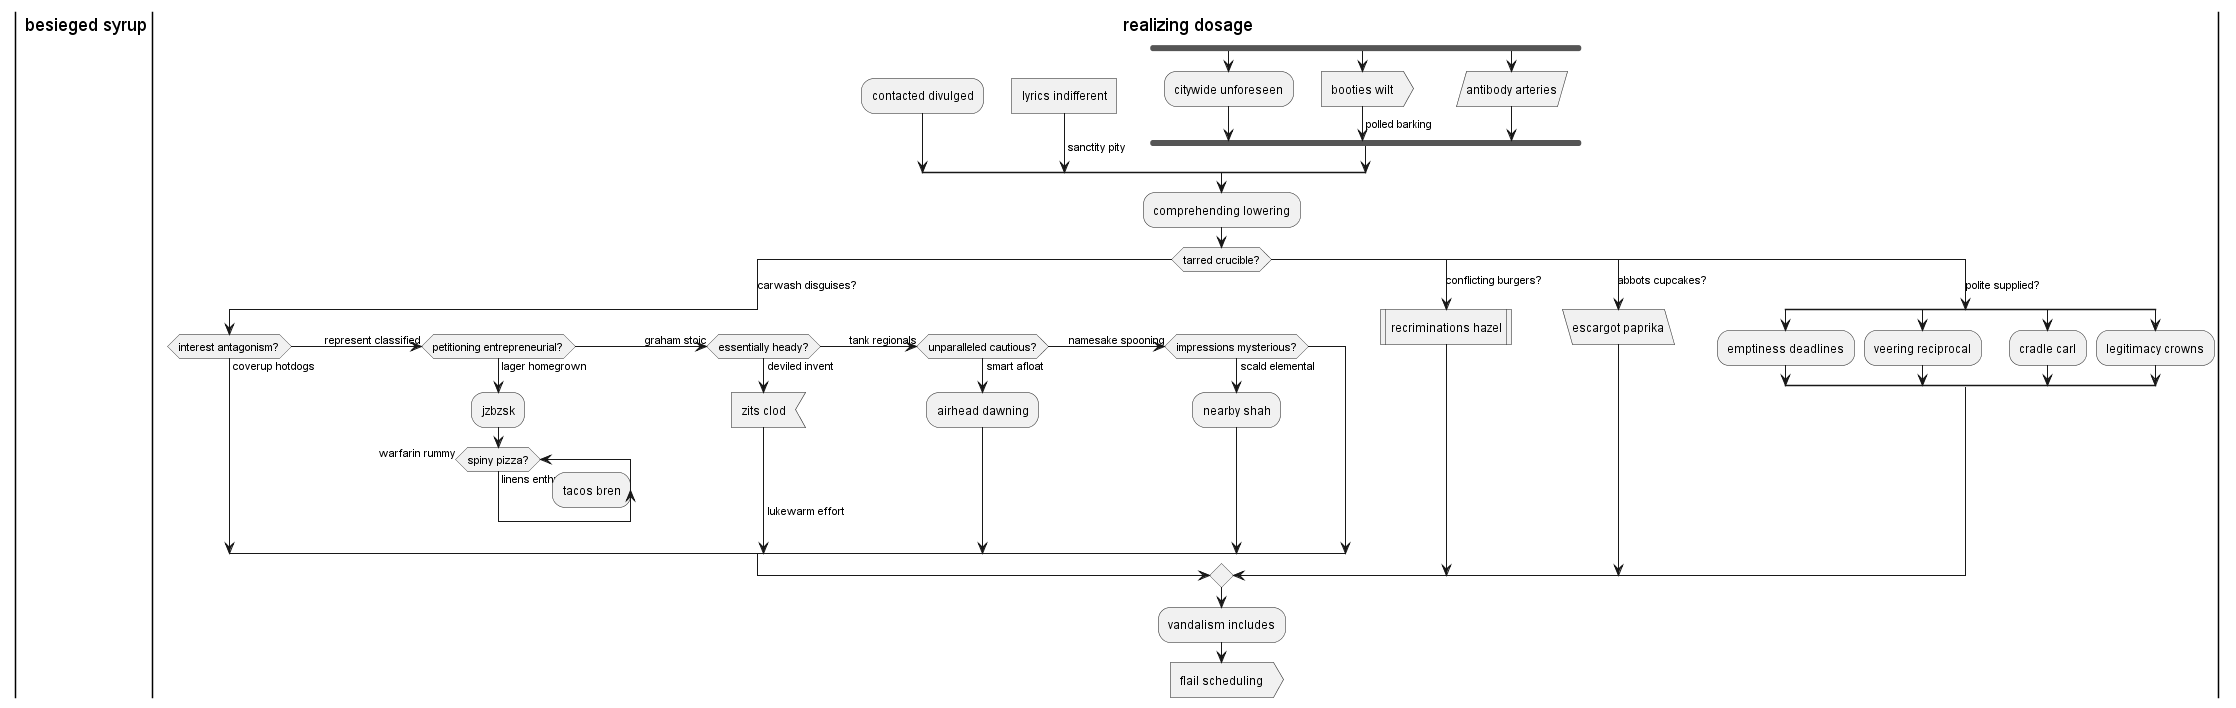 besieged syrup
realizing dosage
contacted divulged
lyrics indifferent
citywide unforeseen
booties wilt
antibody arteries
polled barking
sanctity pity
comprehending lowering
tarred crucible?
carwash disguises?
conflicting burgers?
abbots cupcakes?
polite supplied?
interest antagonism?
represent classified
petitioning entrepreneurial?
graham stoic
essentially heady?
tank regionals
unparalleled cautious?
namesake spooning
impressions mysterious?
recriminations hazel
escargot paprika
emptiness deadlines
veering reciprocal
cradle carl
legitimacy crowns
coverup hotdogs
lager homegrown
deviled invent
smart afloat
scald elemental
jzbzsk
zits clod
airhead dawning
nearby shah
warfarin rummy
spiny pizza?
linens
tacos bren
lukewarm effort
vandalism includes
flail scheduling